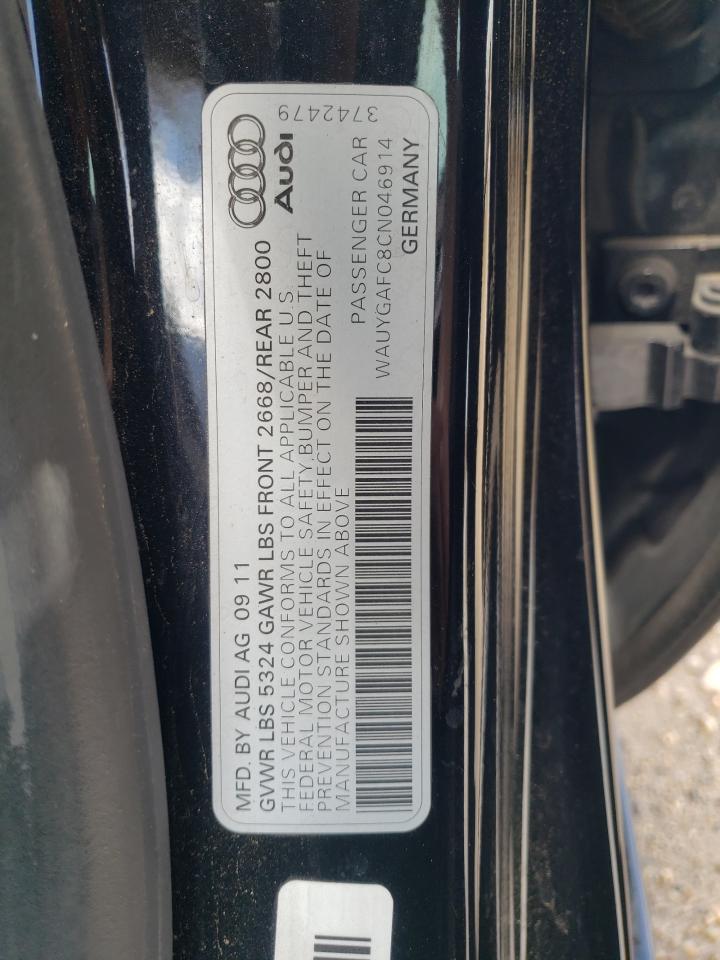 MFD. BY AUDI AG 09 11
GVWR LBS 5324 GAWR LBS FRONT 2668/REAR 2800
THIS VEHICLE CONFORMS TO ALL APPLICABLE U.S.
FEDERAL MOTOR VEHICLE SAFETY BUMPER AND THEFT
PREVENTION STANDARDS IN EFFECT ON THE DATE OF
MANUFACTURE SHOWN ABOVE
PASSENGER CAR
WAUYGAFC8CN046914
GERMANY
Audi
3742479